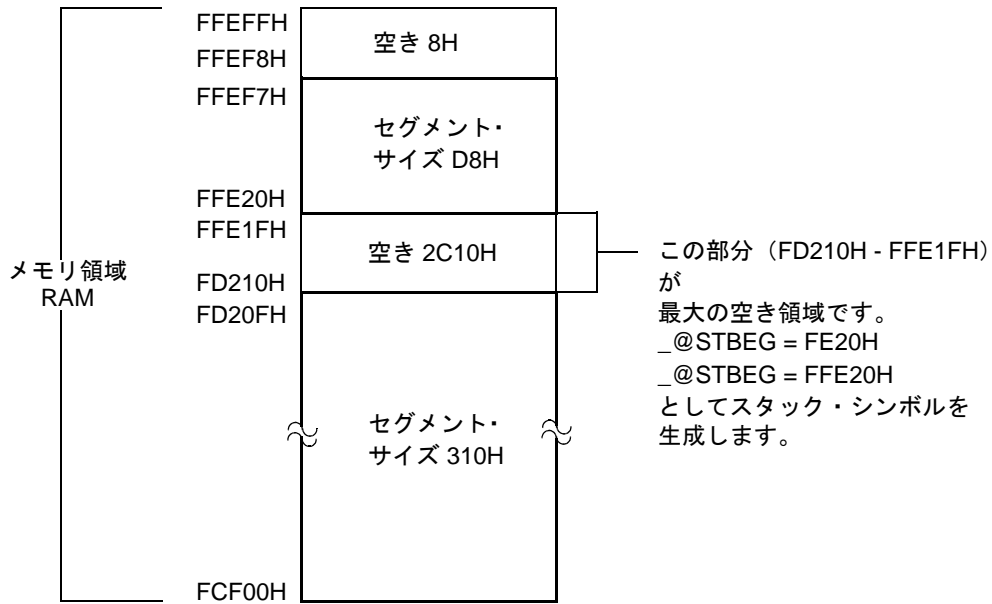 FFEFFH
空き 8H
FFEF8H
FFEF7H
セグメント・
サイズ D8H
FFE20H
FFE1FH
空き 2C10H
FD210H
FD20FH
メモリ領域
RAM
この部分（FD210H - FFE1FH）
が
最大の空き領域です。
_@STBEG = FE20H
_@STBEG = FFE20H
としてスタック・シンボルを
生成します。
セグメント・
サイズ 310H
FCF00H